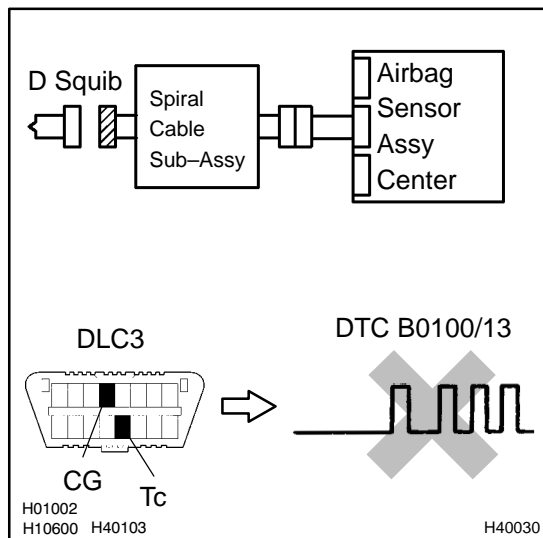 D Squib
Spiral
Cable
Sub–Assy
Airbag
Sensor
Assy
Center
DLC3
DTC B0100/13
CG
Tc
H01002
H10600 H40103
H40030